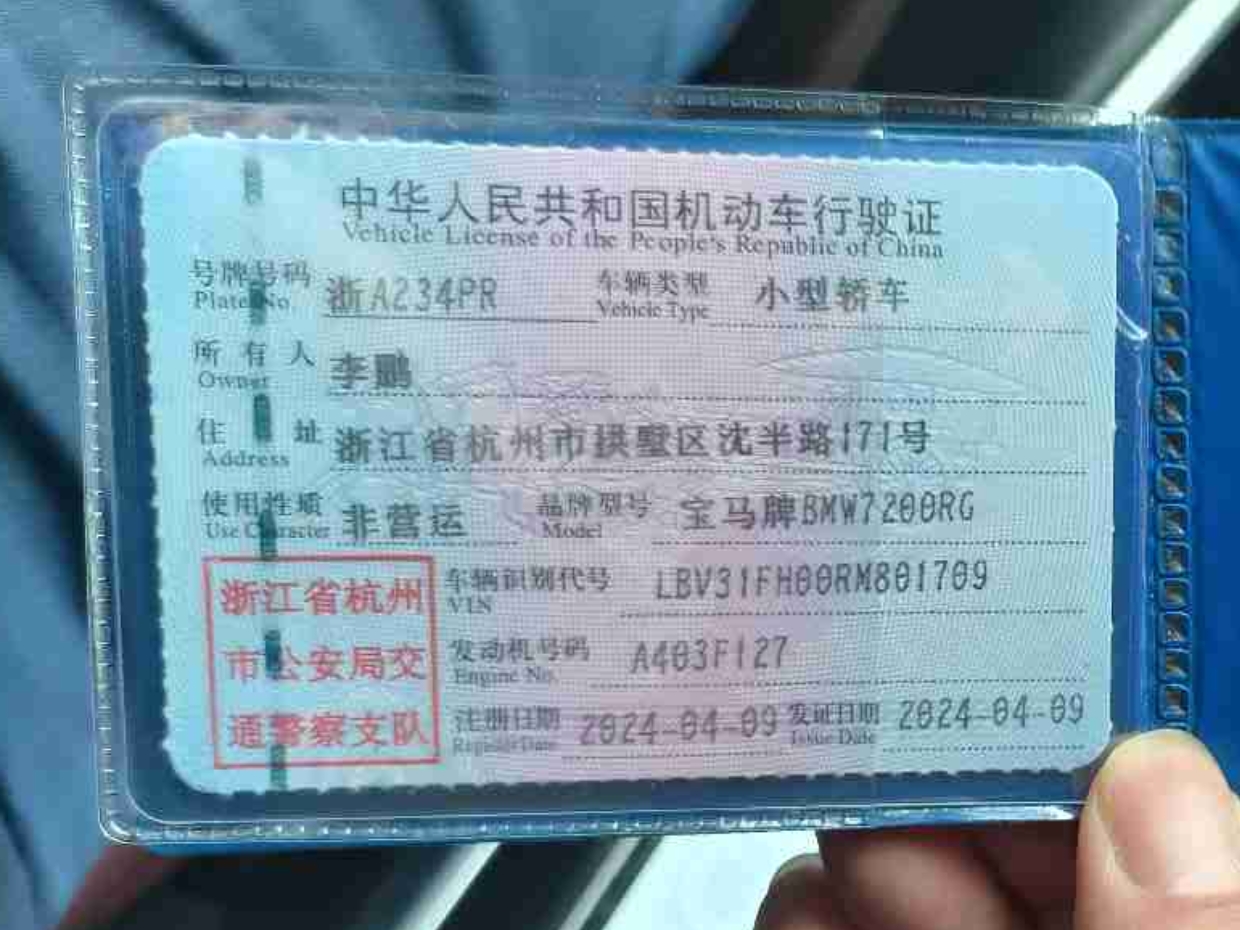 中华人民共和国机动车行驶证
Vehicle License of the People's Republic of China
号牌号码 浙A234PR 车辆类型 小型轿车
Plate No. Vehicle Type
所有人 李鹏
Owner
住址 浙江省杭州市拱墅区沈半路171号
Address
使用性质 非营运 品牌型号 宝马牌BMW7200RG
Use Character Model
浙江省杭州
市公安局交
通警察支队
车辆识别代号 LBV31FH00RM801709
VIN
发动机号码 A403F127
Engine No.
注册日期 2024-04-09 发证日期 2024-04-09
Register Date Issue Date